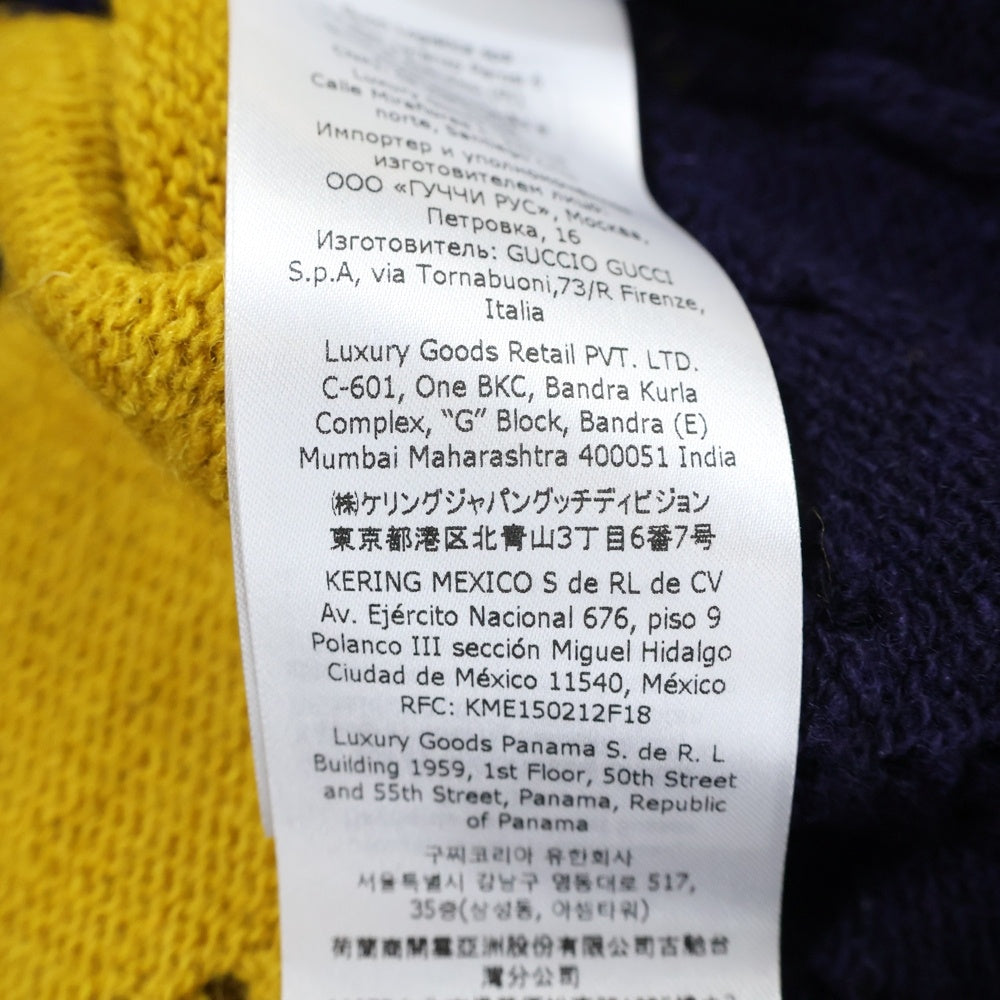 Calle Mira
norte,
Импортер и
изготовителем лицо:
ООО «ГУЧЧИ РУС», Москва,
Петровка, 16
Изготовитель: GUCCIO GUCCI
S.p.A, via Tornabuoni,73/R Firenze,
Italia
Luxury Goods Retail PVT. LTD.
C-601, One BKC, Bandra Kurla
Complex, “G” Block, Bandra (E)
Mumbai Maharashtra 400051 India
㈱ケリングジャパングッチディビジョン
東京都港区北青山3丁目6番7号
KERING MEXICO S de RL de CV
Av. Ejército Nacional 676, piso 9
Polanco III sección Miguel Hidalgo
Ciudad de México 11540, México
RFC: KME150212F18
Luxury Goods Panama S. de R. L
Building 1959, 1st Floor, 50th Street
and 55th Street, Panama, Republic
of Panama
구찌코리아 유한회사
서울특별시 강남구 영동대로 517,
35층(삼성동, 아셈타워)
荷蘭商開雲亞洲股份有限公司古馳台
灣分公司